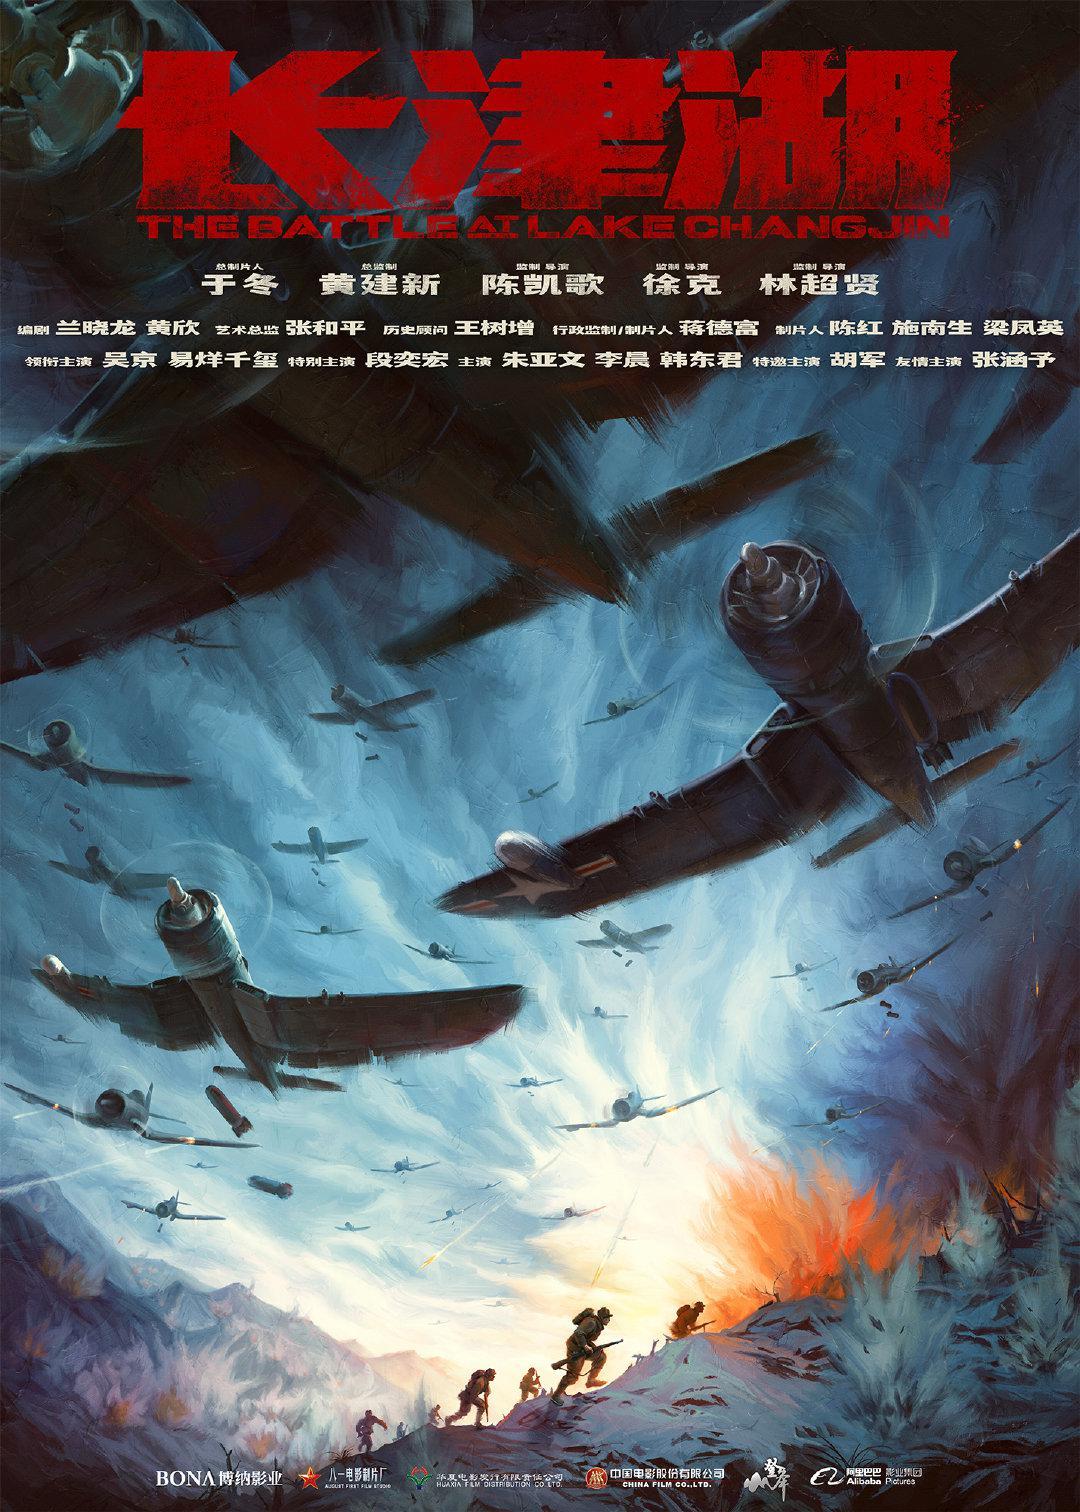 长津湖
THE BATTLE AT LAKE CHANGJIN
总制片人 总监制 监制 导演 监制 导演 监制 导演
于冬 黄建新 陈凯歌 徐克 林超贤
编剧 兰晓龙 黄欣 艺术总监 张和平 历史顾问 王树增 行政监制/制片人 蒋德富 制片人 陈红 施南生 梁凤英
领衔主演 吴京 易烊千玺 特别主演 段奕宏 主演 朱亚文 李晨 韩东君 特邀主演 胡军 友情主演 张涵予
BONA博纳影业 八一电影制片厂 华夏电影发行有限责任公司 中国电影股份有限公司 登峰 阿里巴巴 影业集团
AUGUST FIRST FILM STUDIO HUAXIA FILM DISTRIBUTION CO.LTD. CHINA FILM CO.,LTD. Alibaba Pictures